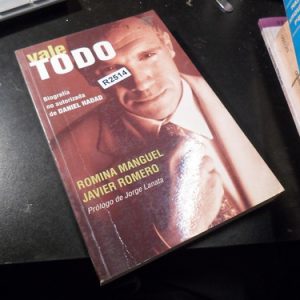 vale
TODO
R2514
Biografía
no autorizada
de DANIEL HADAD
ROMINA MANGUEL
JAVIER ROMERO
Prólogo de Jorge Lanata